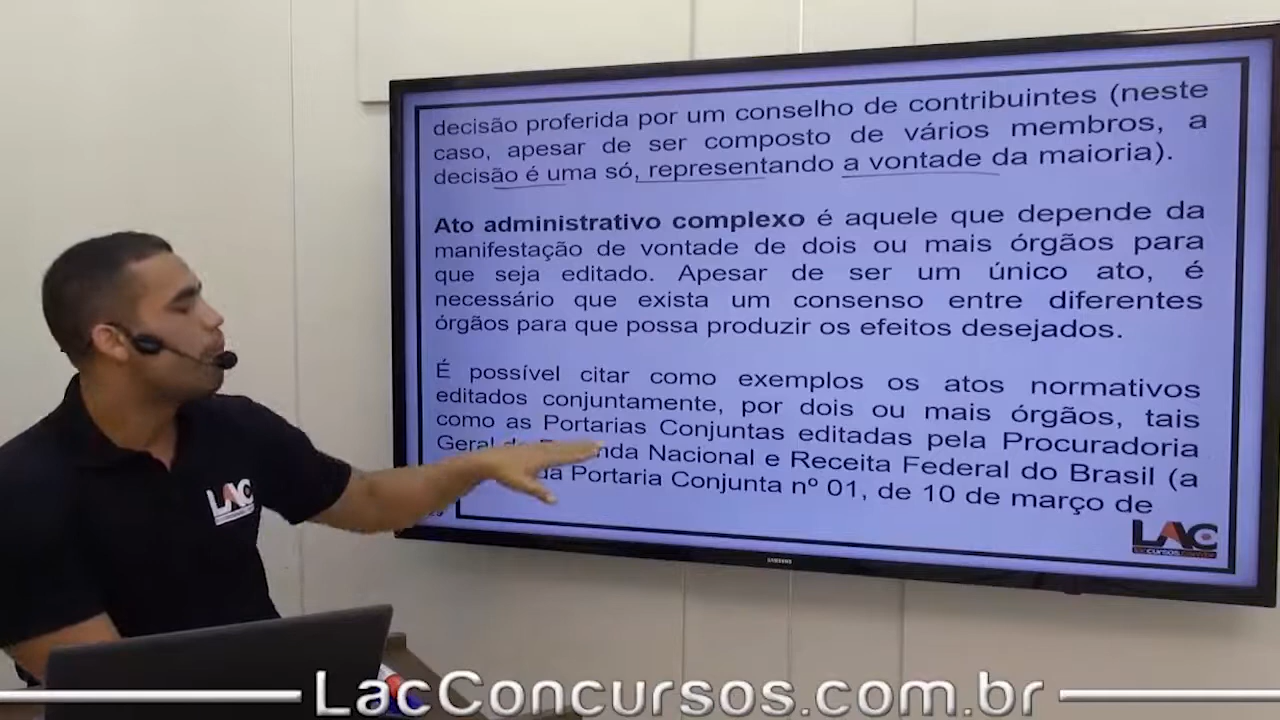 decisão proferida por um conselho de contribuintes (neste
caso, apesar de ser composto de vários membros, a
decisão é uma só, representando a vontade da maioria).
Ato administrativo complexo é aquele que depende da
manifestação de vontade de dois ou mais órgãos para
que seja editado. Apesar de ser um único ato, é
necessário que exista um consenso entre diferentes
órgãos para que possa produzir os efeitos desejados.
É possível citar como exemplos os atos normativos
editados conjuntamente, por dois ou mais órgãos, tais
como as Portarias Conjuntas editadas pela Procuradoria
Geral Nacional e Receita Federal do Brasil (a
da Portaria Conjunta nº 01, de 10 de março de
LAC
laccursos.com.br
SAMSUNG
LAC
LacConcursos.com.br